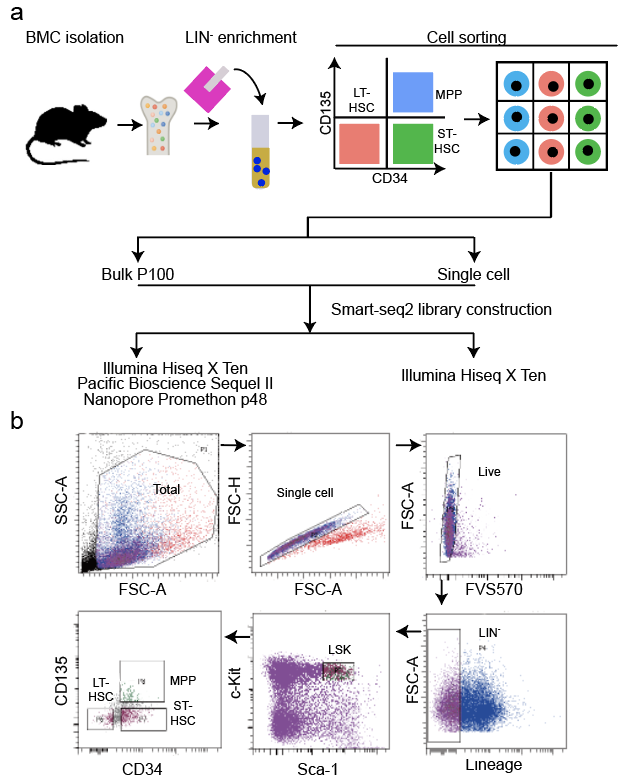 a
BMC isolation
LIN- enrichment
Cell sorting
CD135
LT-
HSC
MPP
ST-
HSC
CD34
Bulk P100
Single cell
Smart-seq2 library construction
Illumina Hiseq X Ten
Pacific Bioscience Sequel II
Nanopore Promethon p48
Illumina Hiseq X Ten
b
SSC-A
Total
P1
FSC-A
FSC-H
Single cell
FSC-A
FSC-A
Live
FVS570
CD135
LT-
HSC
MPP
ST-
HSC
CD34
c-Kit
LSK
Sca-1
FSC-A
LIN-
P4
Lineage